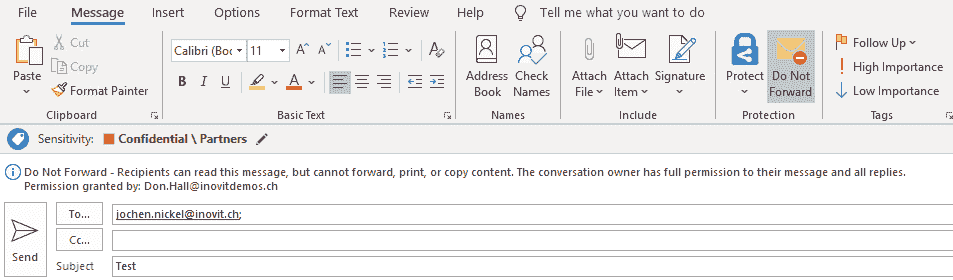 File Message Insert Options Format Text Review Help Tell me what you want to do
Paste
Cut
Copy
Format Painter
Clipboard
Calibri (Boc 11
B I U
Basic Text
Address Book
Check Names
Names
Attach File
Attach Item
Signature
Include
Protect
Do Not Forward
Protection
Follow Up
High Importance
Low Importance
Tags
Sensitivity: Confidential \ Partners
Do Not Forward - Recipients can read this message, but cannot forward, print, or copy content. The conversation owner has full permission to their message and all replies.
Permission granted by: Don.Hall@inovitdemos.ch
Send
To... jochen.nickel@inovit.ch;
Cc...
Subject Test